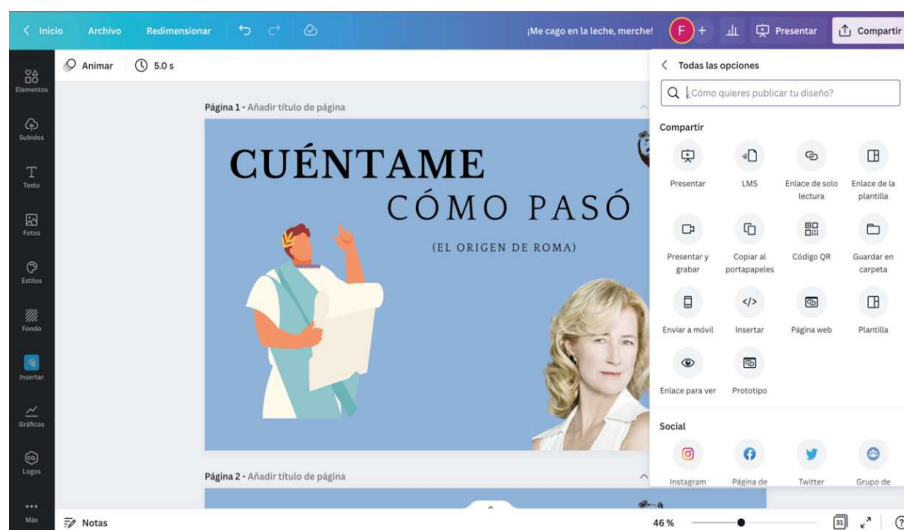 Inicio Archivo Redimensionar ¡Me cago en la leche, merche! F + Presentar Compartir
Elementos
Subidos
Texto
Fotos
Estilos
Fondo
Insertar
Gráficos
CO.
Logos
Más
Animar 5.0 s
Página 1 - Añadir título de página
CUÉNTAME
CÓMO PASÓ
(EL ORIGEN DE ROMA)
Página 2 - Añadir título de página
Todas las opciones
¿Cómo quieres publicar tu diseño?
Compartir
Presentar
LMS
Enlace de solo
lectura
Enlace de la
plantilla
Presentar y
grabar
Copiar al
portapapeles
Código QR
Guardar en
carpeta
Enviar a móvil
Insertar
Página web
Plantilla
Enlace para ver
Prototipo
Social
Instagram
Página de
Twitter
Grupo de
Notas
46 %
31
?